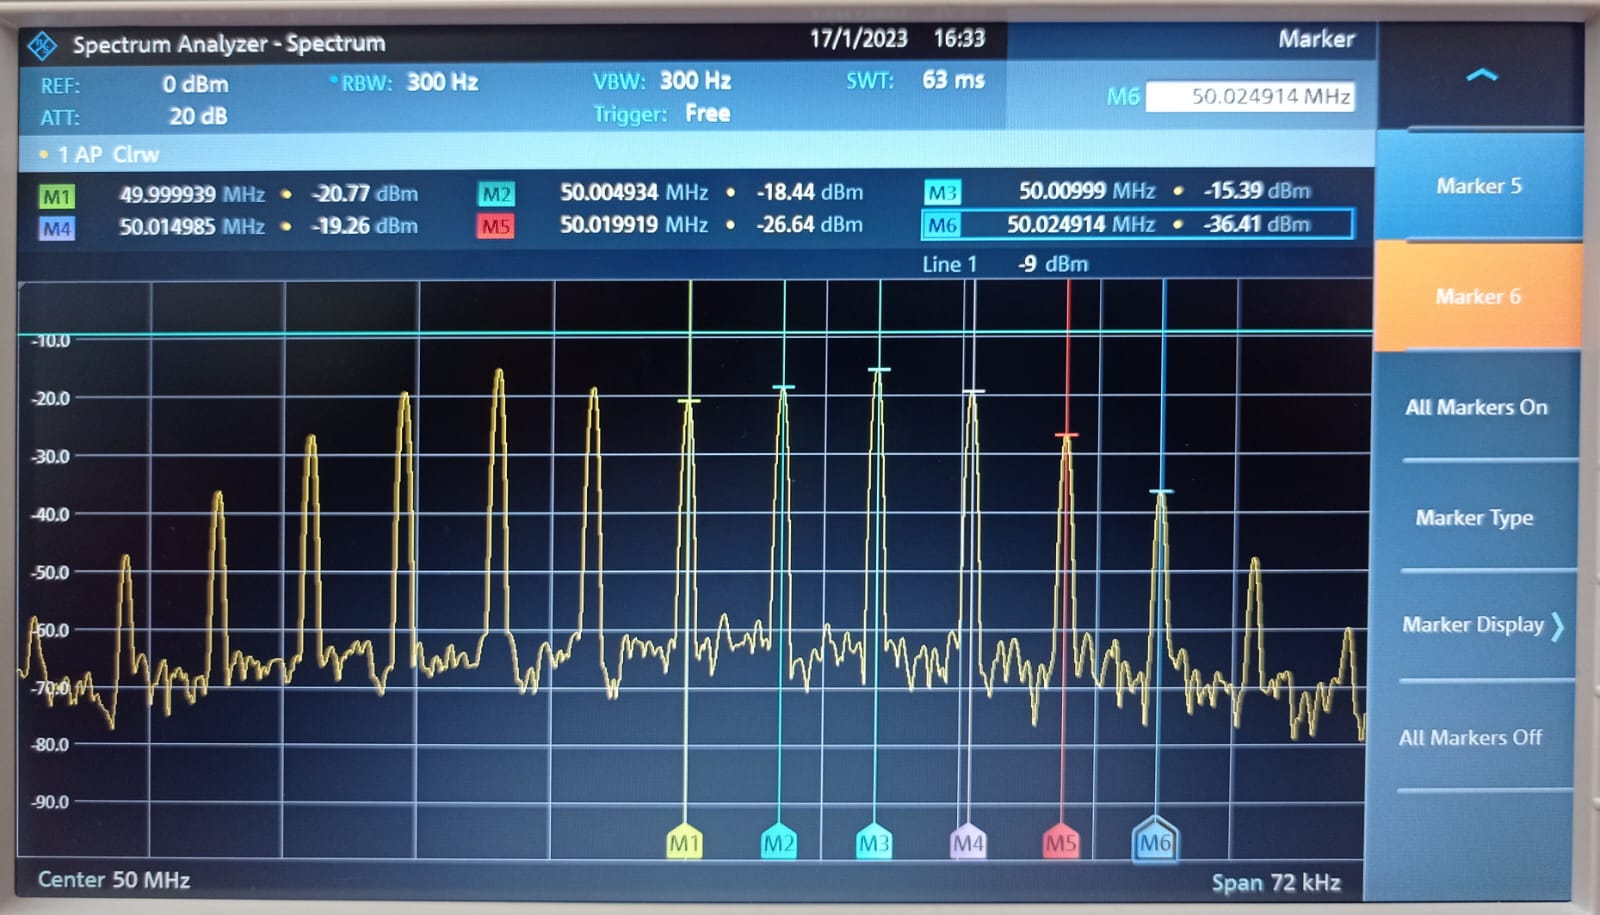 Spectrum Analyzer - Spectrum 17/1/2023 16:33 Marker
REF: 0 dBm RBW: 300 Hz VBW: 300 Hz SWT: 63 ms M6 50.024914 MHz
ATT: 20 dB Trigger: Free
1 AP Clrw
M1 49.999939 MHz • -20.77 dBm M2 50.004934 MHz • -18.44 dBm M3 50.00999 MHz • -15.39 dBm
M4 50.014985 MHz • -19.26 dBm M5 50.019919 MHz • -26.64 dBm M6 50.024914 MHz • -36.41 dBm
Line 1 -9 dBm
-10.0
-20.0
-30.0
-40.0
-50.0
-60.0
-70.0
-80.0
-90.0
M1 M2 M3 M4 M5 M6
Center 50 MHz Span 72 kHz
Marker 5
Marker 6
All Markers On
Marker Type
Marker Display
All Markers Off